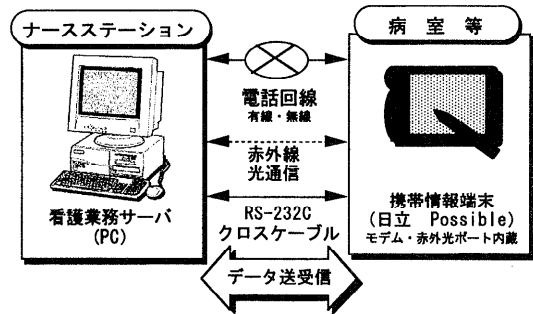 ナースステーション
病室等
電話回線
有線・無線
赤外線
光通信
看護業務サーバ
(PC)
RS-232C
クロスケーブル
携帯情報端末
(日立 Possible)
モデム・赤外光ポート内蔵
データ送受信